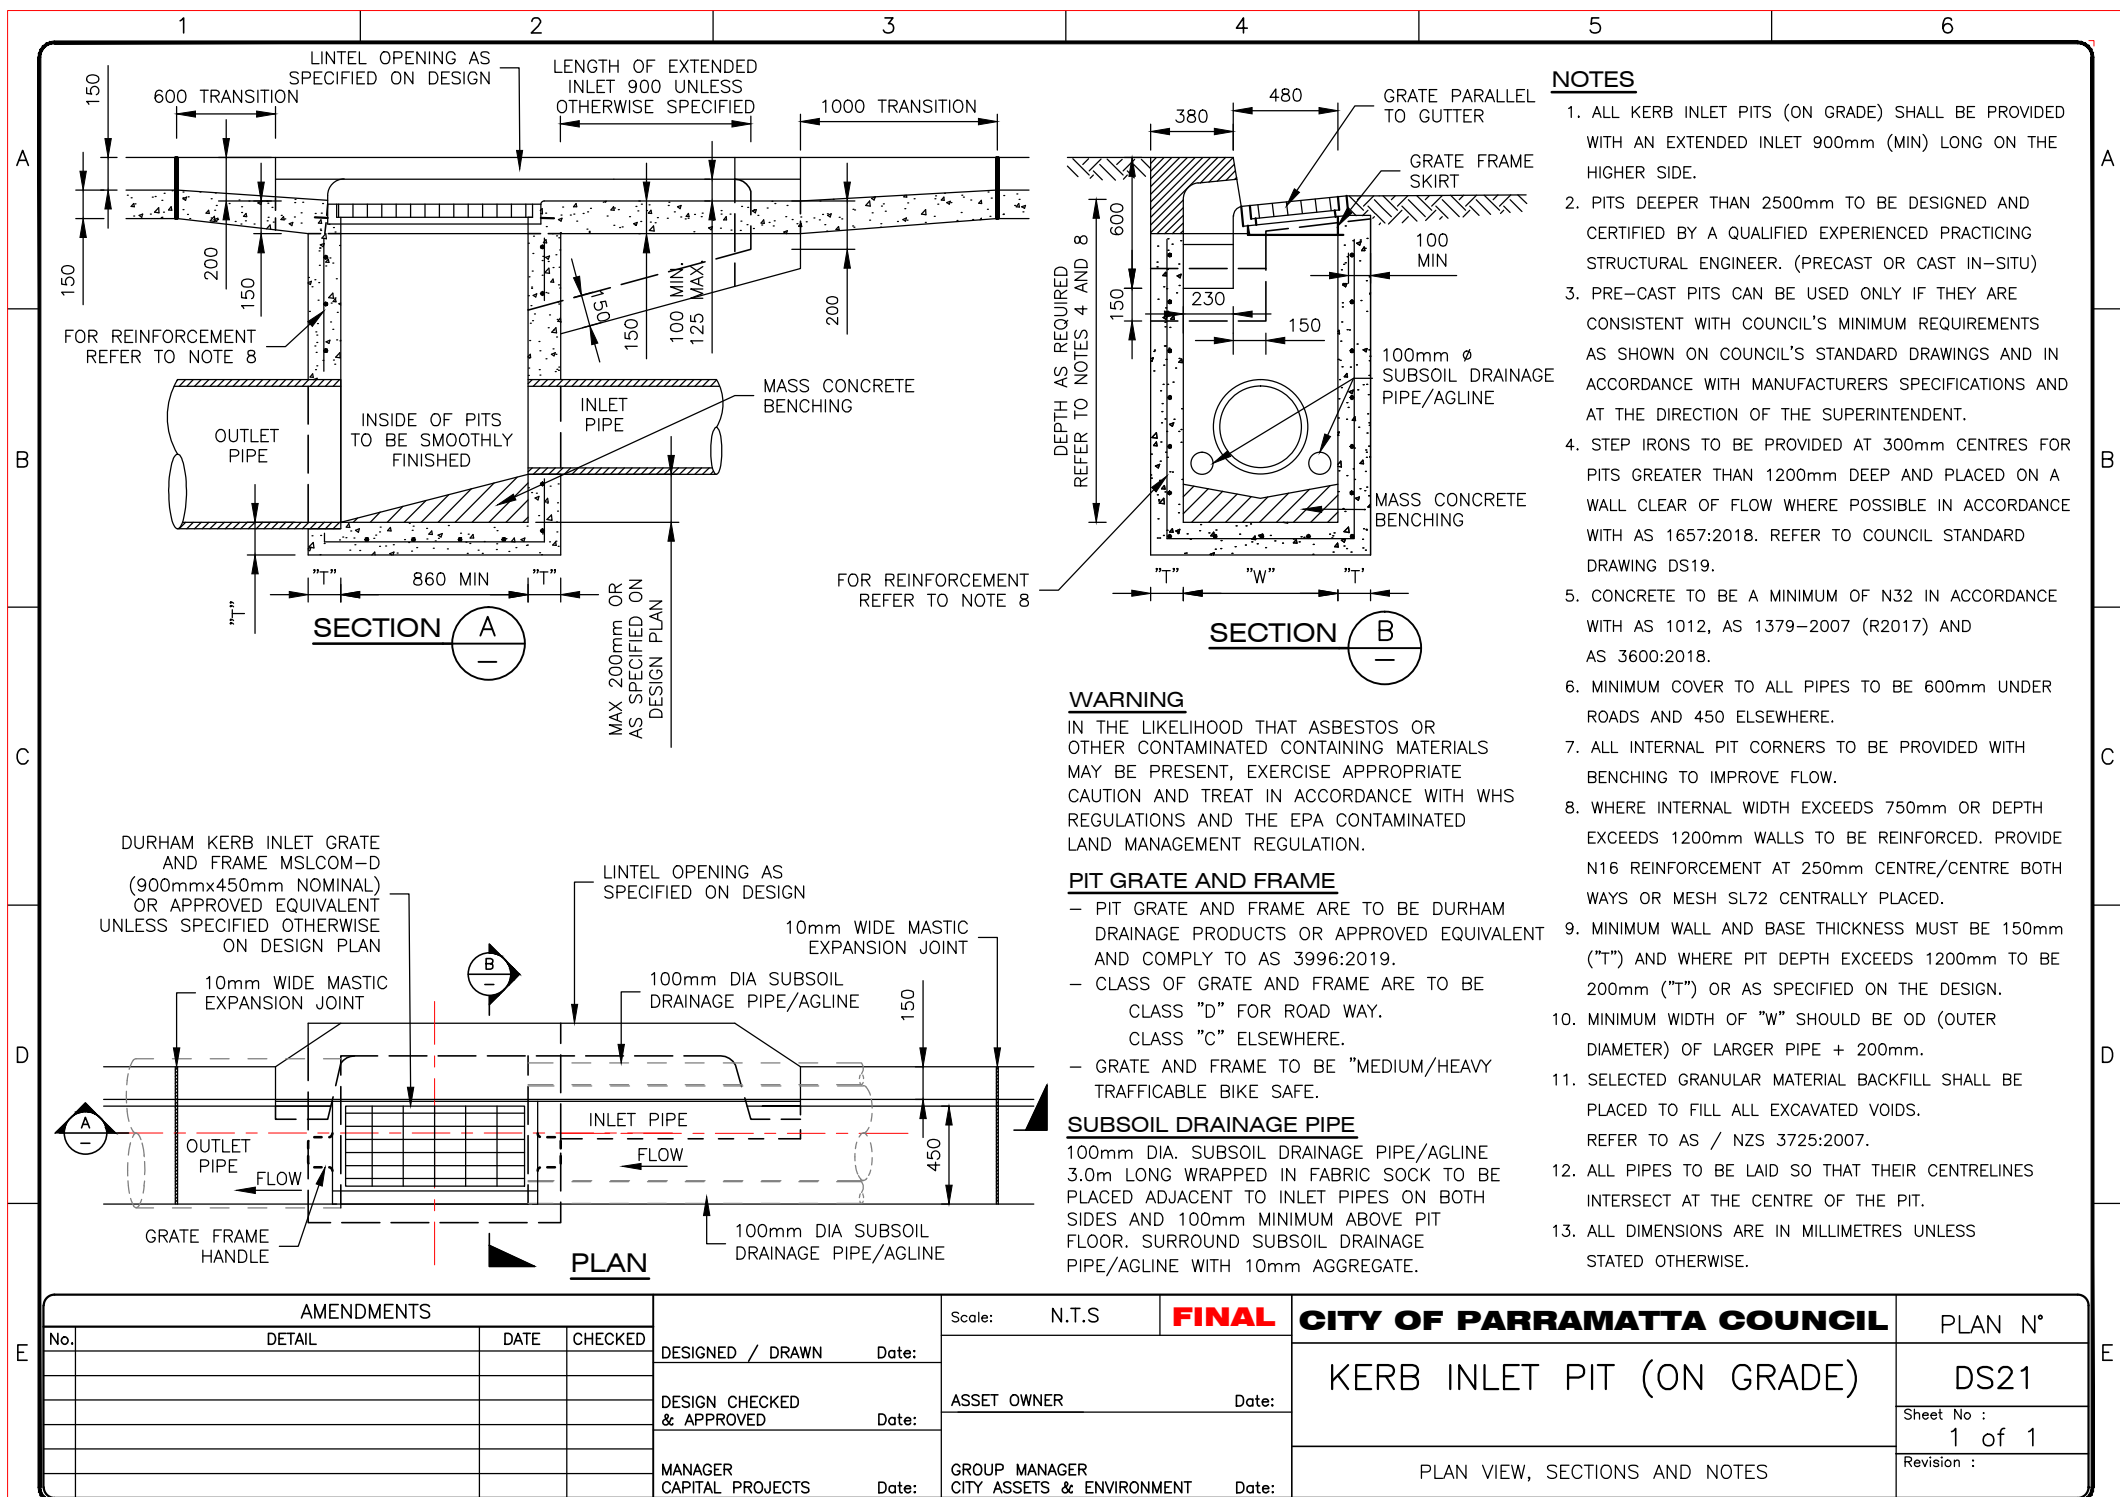 1 2 3 4 5 6
A
B
C
D
E
A
B
C
D
E
LINTEL OPENING AS
SPECIFIED ON DESIGN
LENGTH OF EXTENDED
INLET 900 UNLESS
OTHERWISE SPECIFIED
600 TRANSITION
1000 TRANSITION
150
150
200
150
150
150
100 MIN.
125 MAX.
200
FOR REINFORCEMENT
REFER TO NOTE 8
MASS CONCRETE
BENCHING
INSIDE OF PITS
TO BE SMOOTHLY
FINISHED
INLET
PIPE
OUTLET
PIPE
"T"
860 MIN
"T"
"T"
MAX 200mm OR
AS SPECIFIED ON
DESIGN PLAN
SECTION
A
–
480
380
GRATE PARALLEL
TO GUTTER
GRATE FRAME
SKIRT
600
150
100
MIN
230
150
DEPTH AS REQUIRED
REFER TO NOTES 4 AND 8
100mm ø
SUBSOIL DRAINAGE
PIPE/AGLINE
MASS CONCRETE
BENCHING
FOR REINFORCEMENT
REFER TO NOTE 8
"T"
"W"
"T'
SECTION
B
–
DURHAM KERB INLET GRATE
AND FRAME MSLCOM-D
(900mmx450mm NOMINAL)
OR APPROVED EQUIVALENT
UNLESS SPECIFIED OTHERWISE
ON DESIGN PLAN
LINTEL OPENING AS
SPECIFIED ON DESIGN
10mm WIDE MASTIC
EXPANSION JOINT
10mm WIDE MASTIC
EXPANSION JOINT
B
–
100mm DIA SUBSOIL
DRAINAGE PIPE/AGLINE
150
A
–
OUTLET
PIPE
FLOW
INLET PIPE
FLOW
450
GRATE FRAME
HANDLE
100mm DIA SUBSOIL
DRAINAGE PIPE/AGLINE
PLAN
WARNING
IN THE LIKELIHOOD THAT ASBESTOS OR
OTHER CONTAMINATED CONTAINING MATERIALS
MAY BE PRESENT, EXERCISE APPROPRIATE
CAUTION AND TREAT IN ACCORDANCE WITH WHS
REGULATIONS AND THE EPA CONTAMINATED
LAND MANAGEMENT REGULATION.
PIT GRATE AND FRAME
– PIT GRATE AND FRAME ARE TO BE DURHAM
DRAINAGE PRODUCTS OR APPROVED EQUIVALENT
AND COMPLY TO AS 3996:2019.
– CLASS OF GRATE AND FRAME ARE TO BE
CLASS "D" FOR ROAD WAY.
CLASS "C" ELSEWHERE.
– GRATE AND FRAME TO BE "MEDIUM/HEAVY
TRAFFICABLE BIKE SAFE.
SUBSOIL DRAINAGE PIPE
100mm DIA. SUBSOIL DRAINAGE PIPE/AGLINE
3.0m LONG WRAPPED IN FABRIC SOCK TO BE
PLACED ADJACENT TO INLET PIPES ON BOTH
SIDES AND 100mm MINIMUM ABOVE PIT
FLOOR. SURROUND SUBSOIL DRAINAGE
PIPE/AGLINE WITH 10mm AGGREGATE.
NOTES
1. ALL KERB INLET PITS (ON GRADE) SHALL BE PROVIDED
WITH AN EXTENDED INLET 900mm (MIN) LONG ON THE
HIGHER SIDE.
2. PITS DEEPER THAN 2500mm TO BE DESIGNED AND
CERTIFIED BY A QUALIFIED EXPERIENCED PRACTICING
STRUCTURAL ENGINEER. (PRECAST OR CAST IN-SITU)
3. PRE-CAST PITS CAN BE USED ONLY IF THEY ARE
CONSISTENT WITH COUNCIL'S MINIMUM REQUIREMENTS
AS SHOWN ON COUNCIL'S STANDARD DRAWINGS AND IN
ACCORDANCE WITH MANUFACTURERS SPECIFICATIONS AND
AT THE DIRECTION OF THE SUPERINTENDENT.
4. STEP IRONS TO BE PROVIDED AT 300mm CENTRES FOR
PITS GREATER THAN 1200mm DEEP AND PLACED ON A
WALL CLEAR OF FLOW WHERE POSSIBLE IN ACCORDANCE
WITH AS 1657:2018. REFER TO COUNCIL STANDARD
DRAWING DS19.
5. CONCRETE TO BE A MINIMUM OF N32 IN ACCORDANCE
WITH AS 1012, AS 1379-2007 (R2017) AND
AS 3600:2018.
6. MINIMUM COVER TO ALL PIPES TO BE 600mm UNDER
ROADS AND 450 ELSEWHERE.
7. ALL INTERNAL PIT CORNERS TO BE PROVIDED WITH
BENCHING TO IMPROVE FLOW.
8. WHERE INTERNAL WIDTH EXCEEDS 750mm OR DEPTH
EXCEEDS 1200mm WALLS TO BE REINFORCED. PROVIDE
N16 REINFORCEMENT AT 250mm CENTRE/CENTRE BOTH
WAYS OR MESH SL72 CENTRALLY PLACED.
9. MINIMUM WALL AND BASE THICKNESS MUST BE 150mm
("T") AND WHERE PIT DEPTH EXCEEDS 1200mm TO BE
200mm ("T") OR AS SPECIFIED ON THE DESIGN.
10. MINIMUM WIDTH OF "W" SHOULD BE OD (OUTER
DIAMETER) OF LARGER PIPE + 200mm.
11. SELECTED GRANULAR MATERIAL BACKFILL SHALL BE
PLACED TO FILL ALL EXCAVATED VOIDS.
REFER TO AS / NZS 3725:2007.
12. ALL PIPES TO BE LAID SO THAT THEIR CENTRELINES
INTERSECT AT THE CENTRE OF THE PIT.
13. ALL DIMENSIONS ARE IN MILLIMETRES UNLESS
STATED OTHERWISE.
AMENDMENTS
No. DETAIL DATE CHECKED
DESIGNED / DRAWN Date:
DESIGN CHECKED
& APPROVED Date:
MANAGER
CAPITAL PROJECTS Date:
Scale: N.T.S
FINAL
ASSET OWNER Date:
GROUP MANAGER
CITY ASSETS & ENVIRONMENT Date:
CITY OF PARRAMATTA COUNCIL
KERB INLET PIT (ON GRADE)
PLAN VIEW, SECTIONS AND NOTES
PLAN N°
DS21
Sheet No :
1 of 1
Revision :